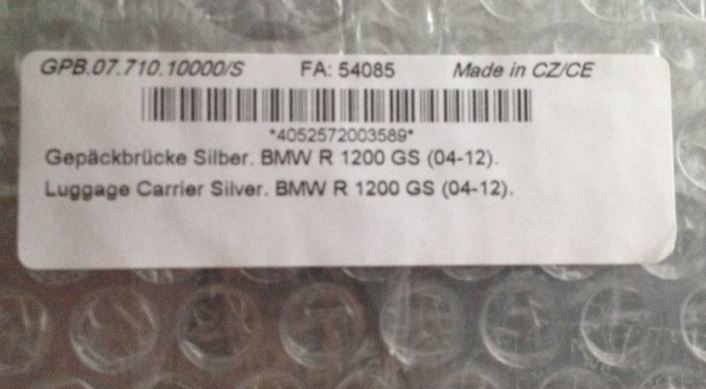 GPB.07.710.10000/S FA: 54085 Made in CZ/CE
*4052572003589*
Gepäckbrücke Silber. BMW R 1200 GS (04-12).
Luggage Carrier Silver. BMW R 1200 GS (04-12).